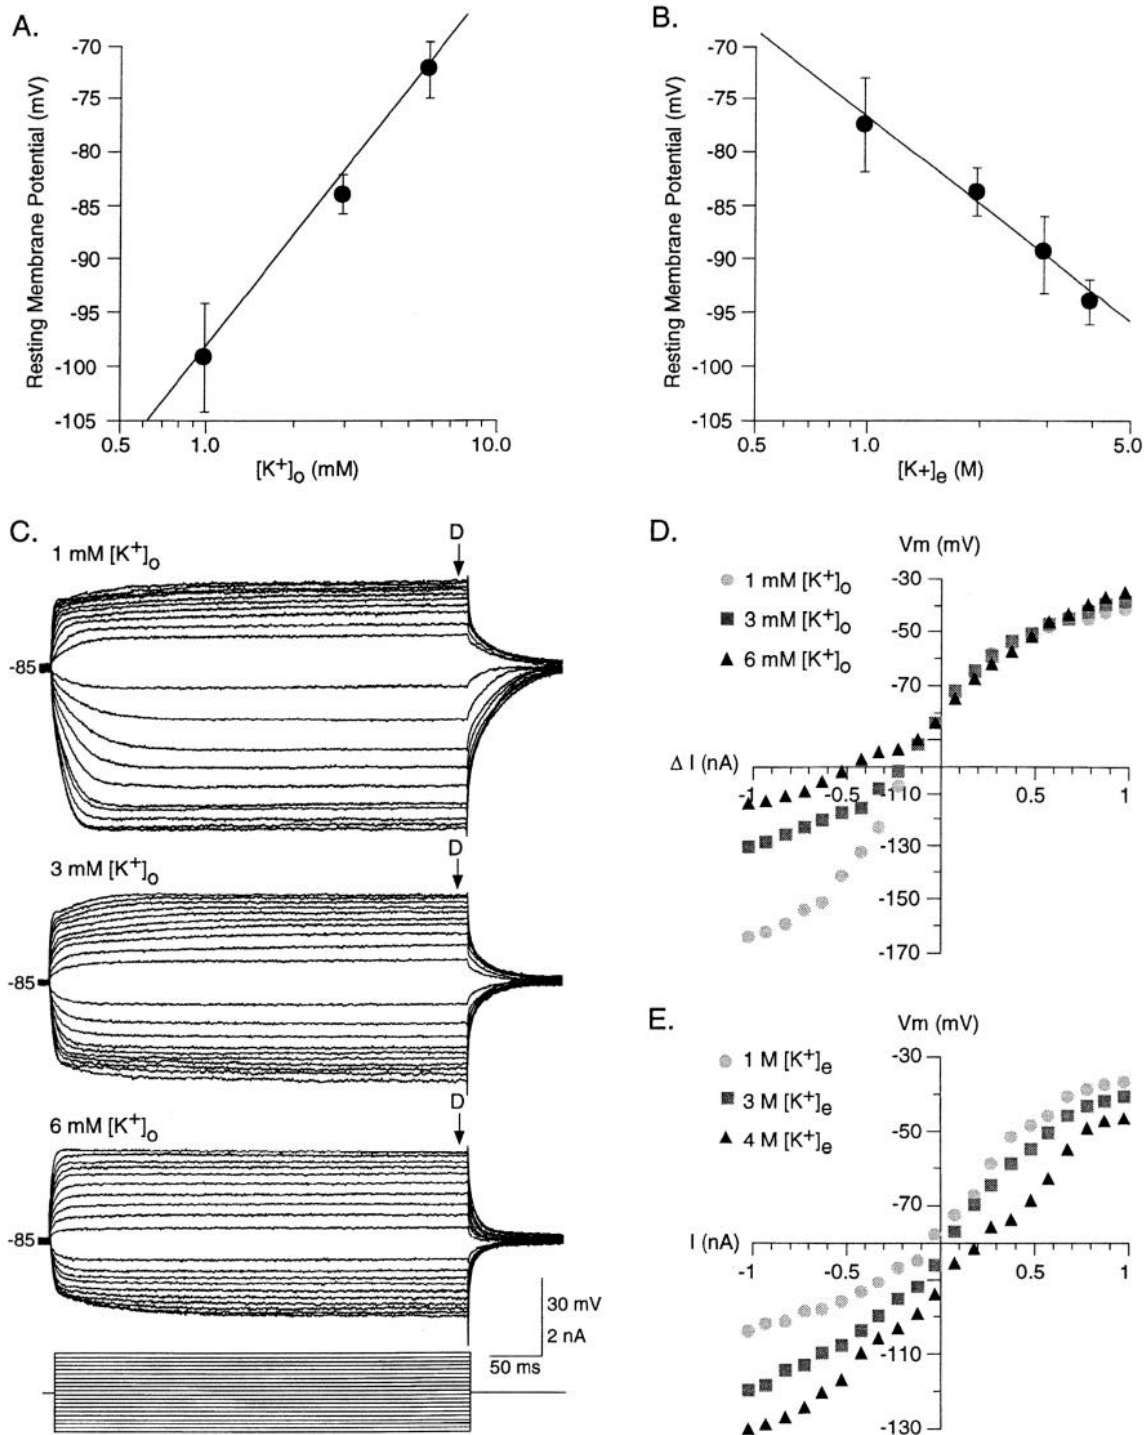 A.
Resting Membrane Potential (mV)
-70
-75
-80
-85
-90
-95
-100
-105
0.5
1.0
10.0
[K+]o (mM)
B.
Resting Membrane Potential (mV)
-70
-75
-80
-85
-90
-95
-100
-105
0.5
1.0
5.0
[K+]e (M)
C.
1 mM [K+]o
D
-85
3 mM [K+]o
D
-85
6 mM [K+]o
D
-85
30 mV
2 nA
50 ms
D.
Vm (mV)
1 mM [K+]o
3 mM [K+]o
6 mM [K+]o
-30
-50
-70
Δ I (nA)
-1
-0.5
0.5
1
-110
-130
-150
-170
E.
Vm (mV)
1 M [K+]e
3 M [K+]e
4 M [K+]e
-30
-50
-70
I (nA)
-1
-0.5
0.5
1
-110
-130